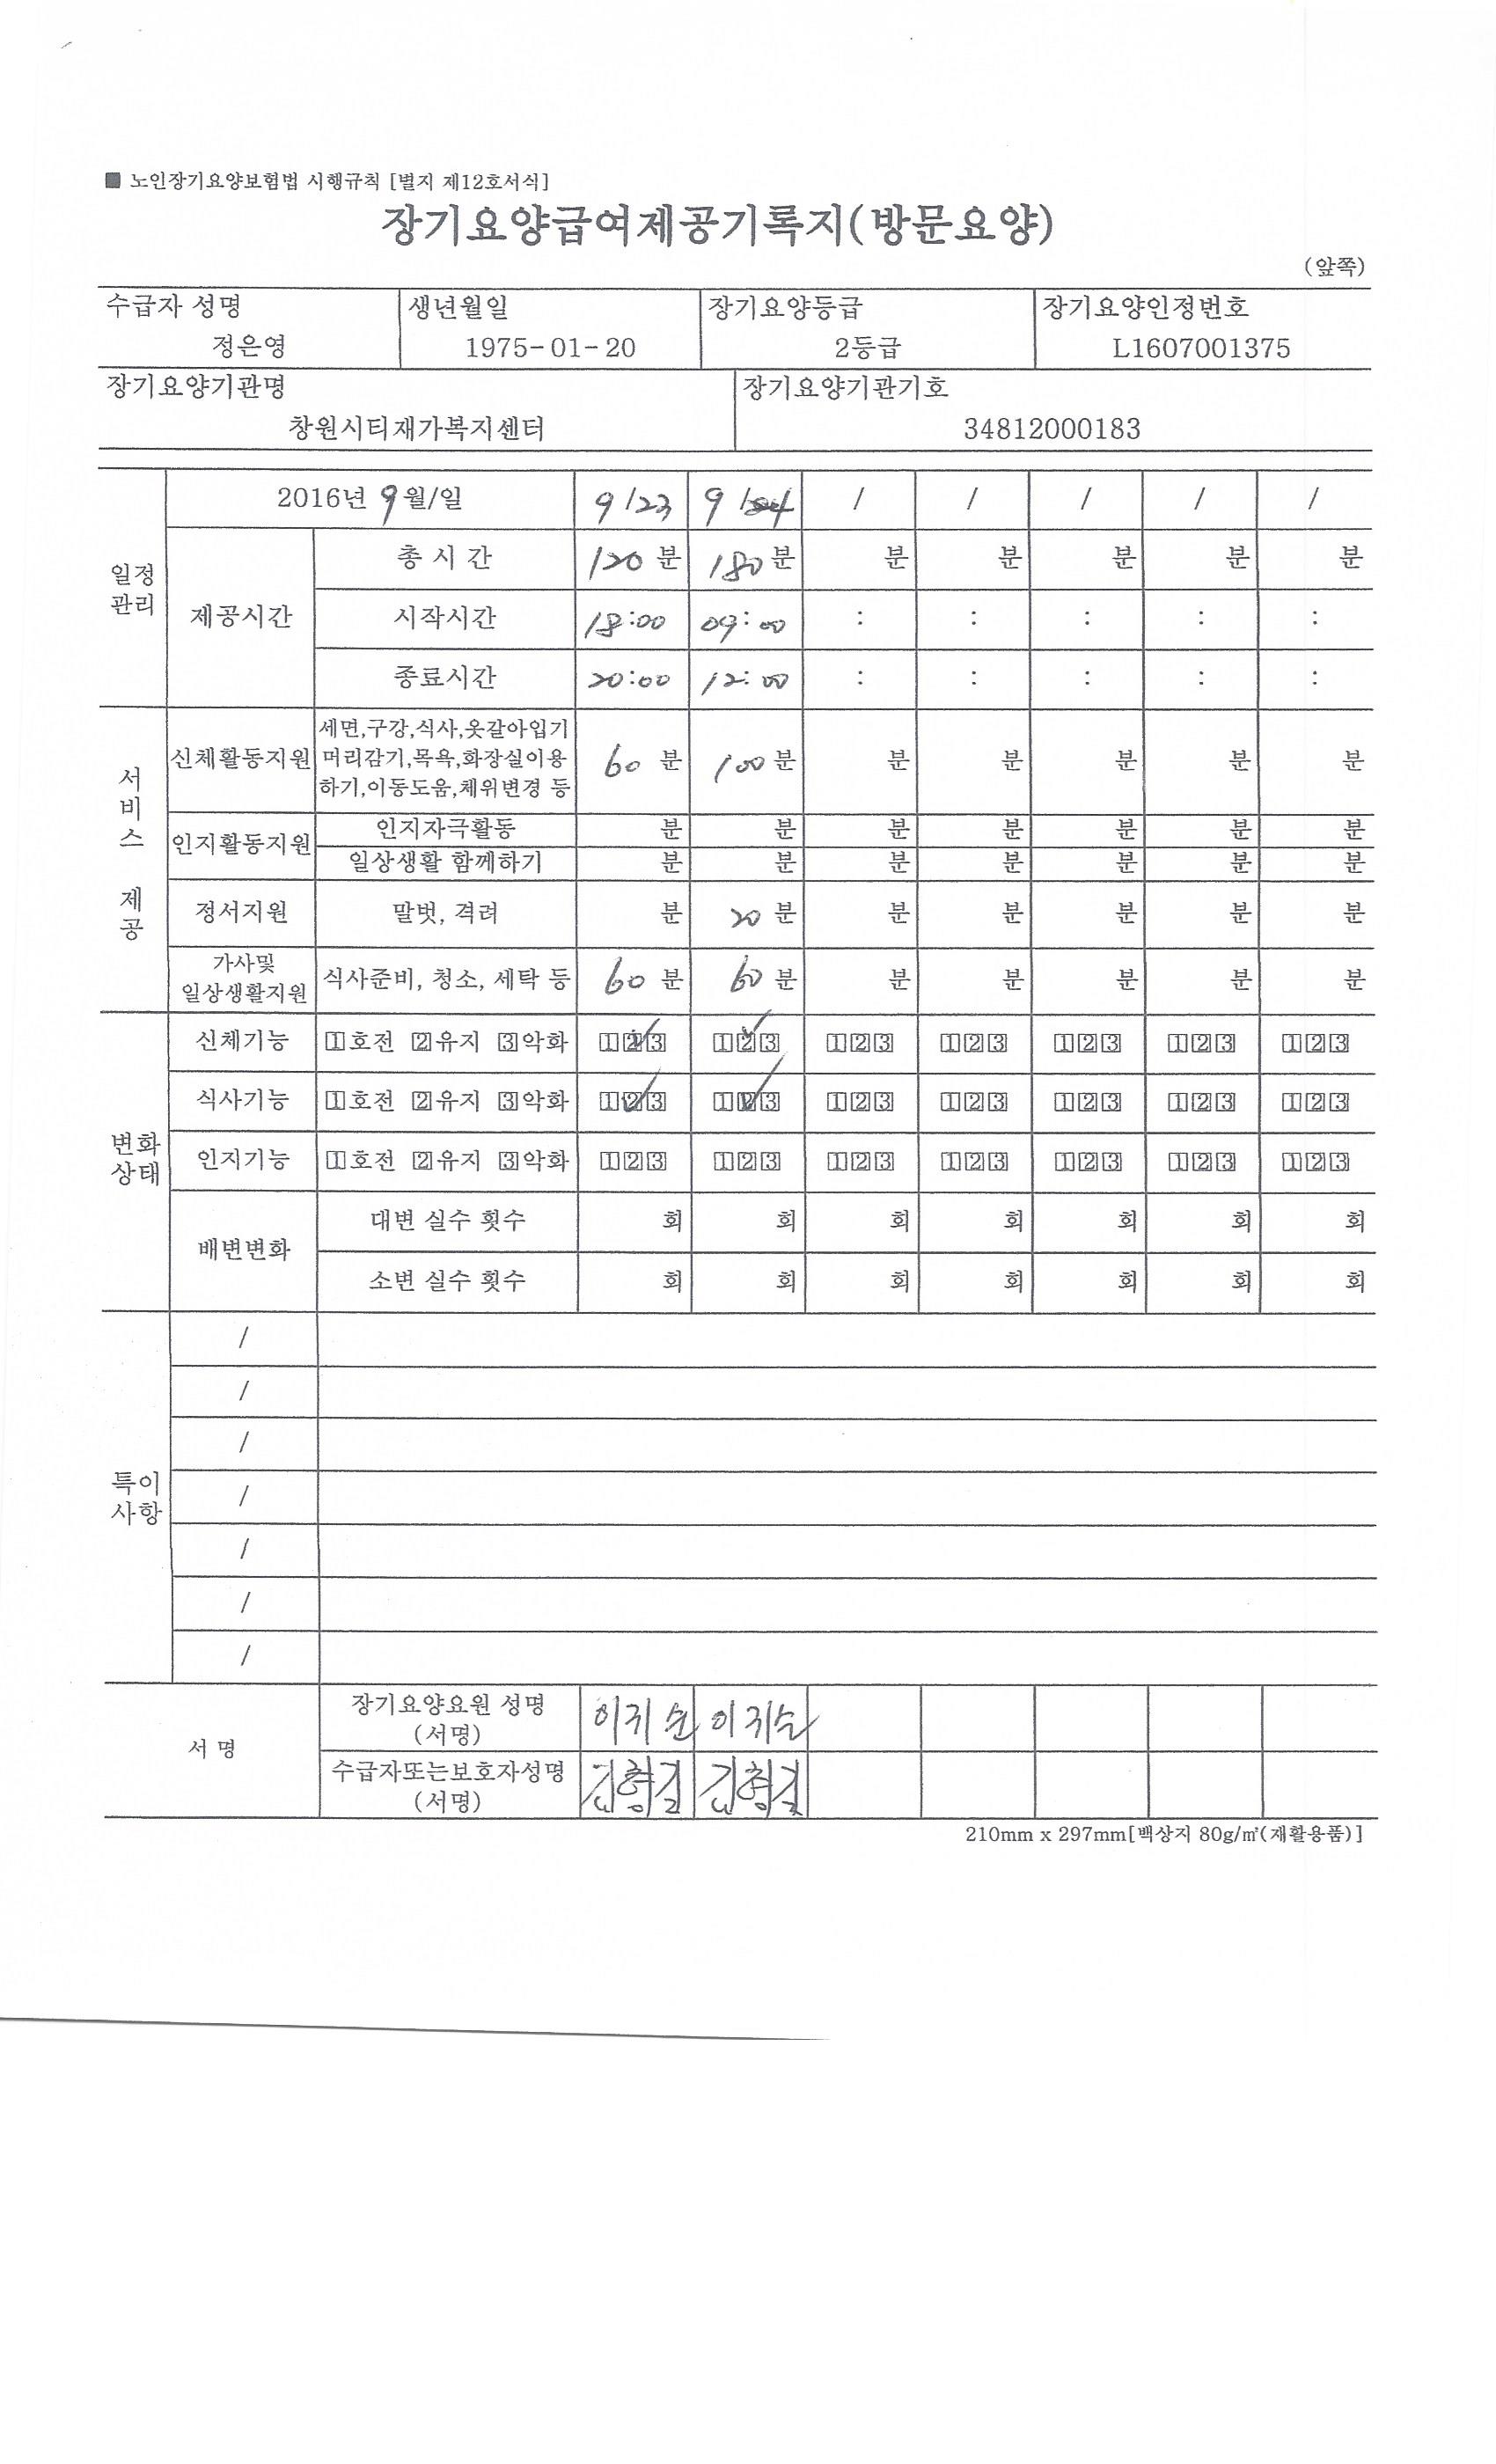 ■ 노인장기요양보험법 시행규칙 [별지 제12호서식]
장기요양급여제공기록지(방문요양)
(앞쪽)
수급자 성명 생년월일 장기요양등급 장기요양인정번호
정은영 1975-01-20 2등급 L1607001375
장기요양기관명 장기요양기관기호
창원시티재가복지센터 34812000183
일정관리
2016년 9월/일 9/23 9/24 / / / / /
제공시간
총 시 간 120 분 180 분 분 분 분 분 분
시작시간 18:00 09:00 : : : : :
종료시간 20:00 12:00 : : : : :
서비스 제공
신체활동지원
세면,구강,식사,옷갈아입기
머리감기,목욕,화장실이용
하기,이동도움,체위변경 등
60 분 100 분 분 분 분 분 분
인지활동지원
인지자극활동 분 분 분 분 분 분 분
일상생활 함께하기 분 분 분 분 분 분 분
정서지원 말벗, 격려 분 20 분 분 분 분 분 분
가사및
일상생활지원
식사준비, 청소, 세탁 등 60 분 60 분 분 분 분 분 분
변화상태
신체기능 1호전 2유지 3악화 123 123 123 123 123 123 123
식사기능 1호전 2유지 3악화 123 123 123 123 123 123 123
인지기능 1호전 2유지 3악화 123 123 123 123 123 123 123
배변변화
대변 실수 횟수 회 회 회 회 회 회 회
소변 실수 횟수 회 회 회 회 회 회 회
특이사항
/
/
/
/
/
/
/
서 명
장기요양요원 성명
(서명)
수급자또는보호자성명
(서명)
210mm x 297mm[백상지 80g/㎡(재활용품)]